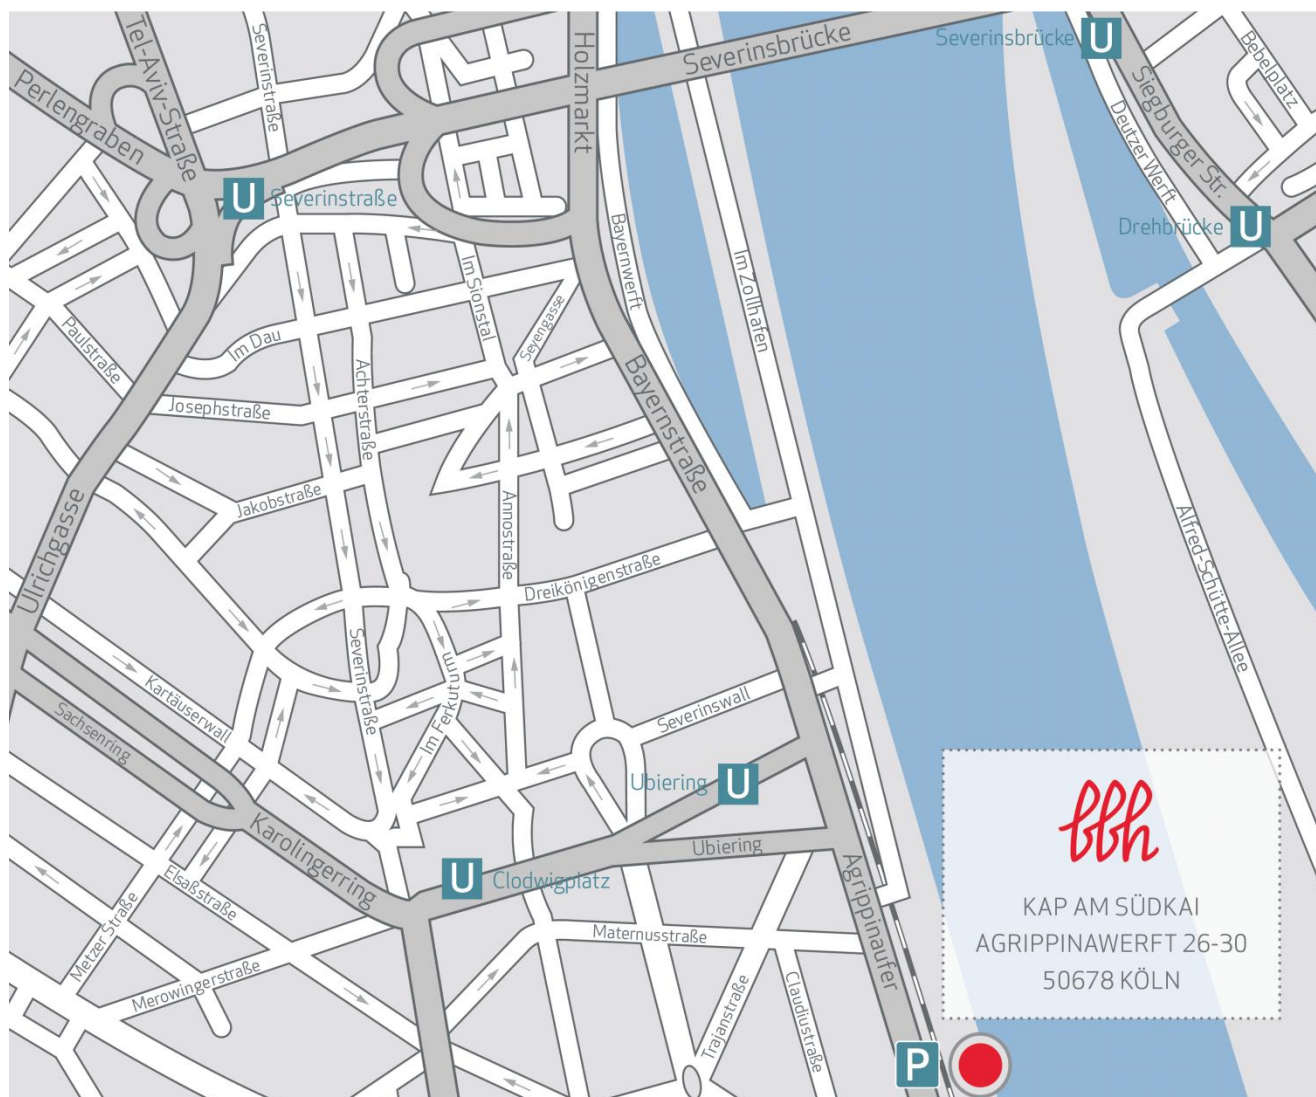 Tel-Aviv-Straße
Severinstraße
Holzmarkt
Severinsbrücke
Severinsbrücke
U
Bebelplatz
Siegburger Str.
Deutzer Werft
Perlengraben
U
Severinstraße
Drehbrücke
U
Bayernwerft
Im Zollhafen
Im Sionstal
Sevengasse
Im Dau
Paulstraße
Achterstraße
Josephstraße
Bayernstraße
Jakobstraße
Annostraße
Ulrichgasse
Dreikönigenstraße
Alfred-Schütte-Allee
Severinstraße
Im Ferkutum
Kartäuserwall
Sachsenring
Severinswall
Ubiering
U
Karolingerring
Ubiering
U
Clodwigplatz
Elsaßstraße
Metzer Straße
Merowingerstraße
Maternusstraße
Agrippinaufer
Trajanstraße
Claudiustraße
bbh
KAP AM SÜDKAI
AGRIPPINAWERFT 26-30
50678 KÖLN
P